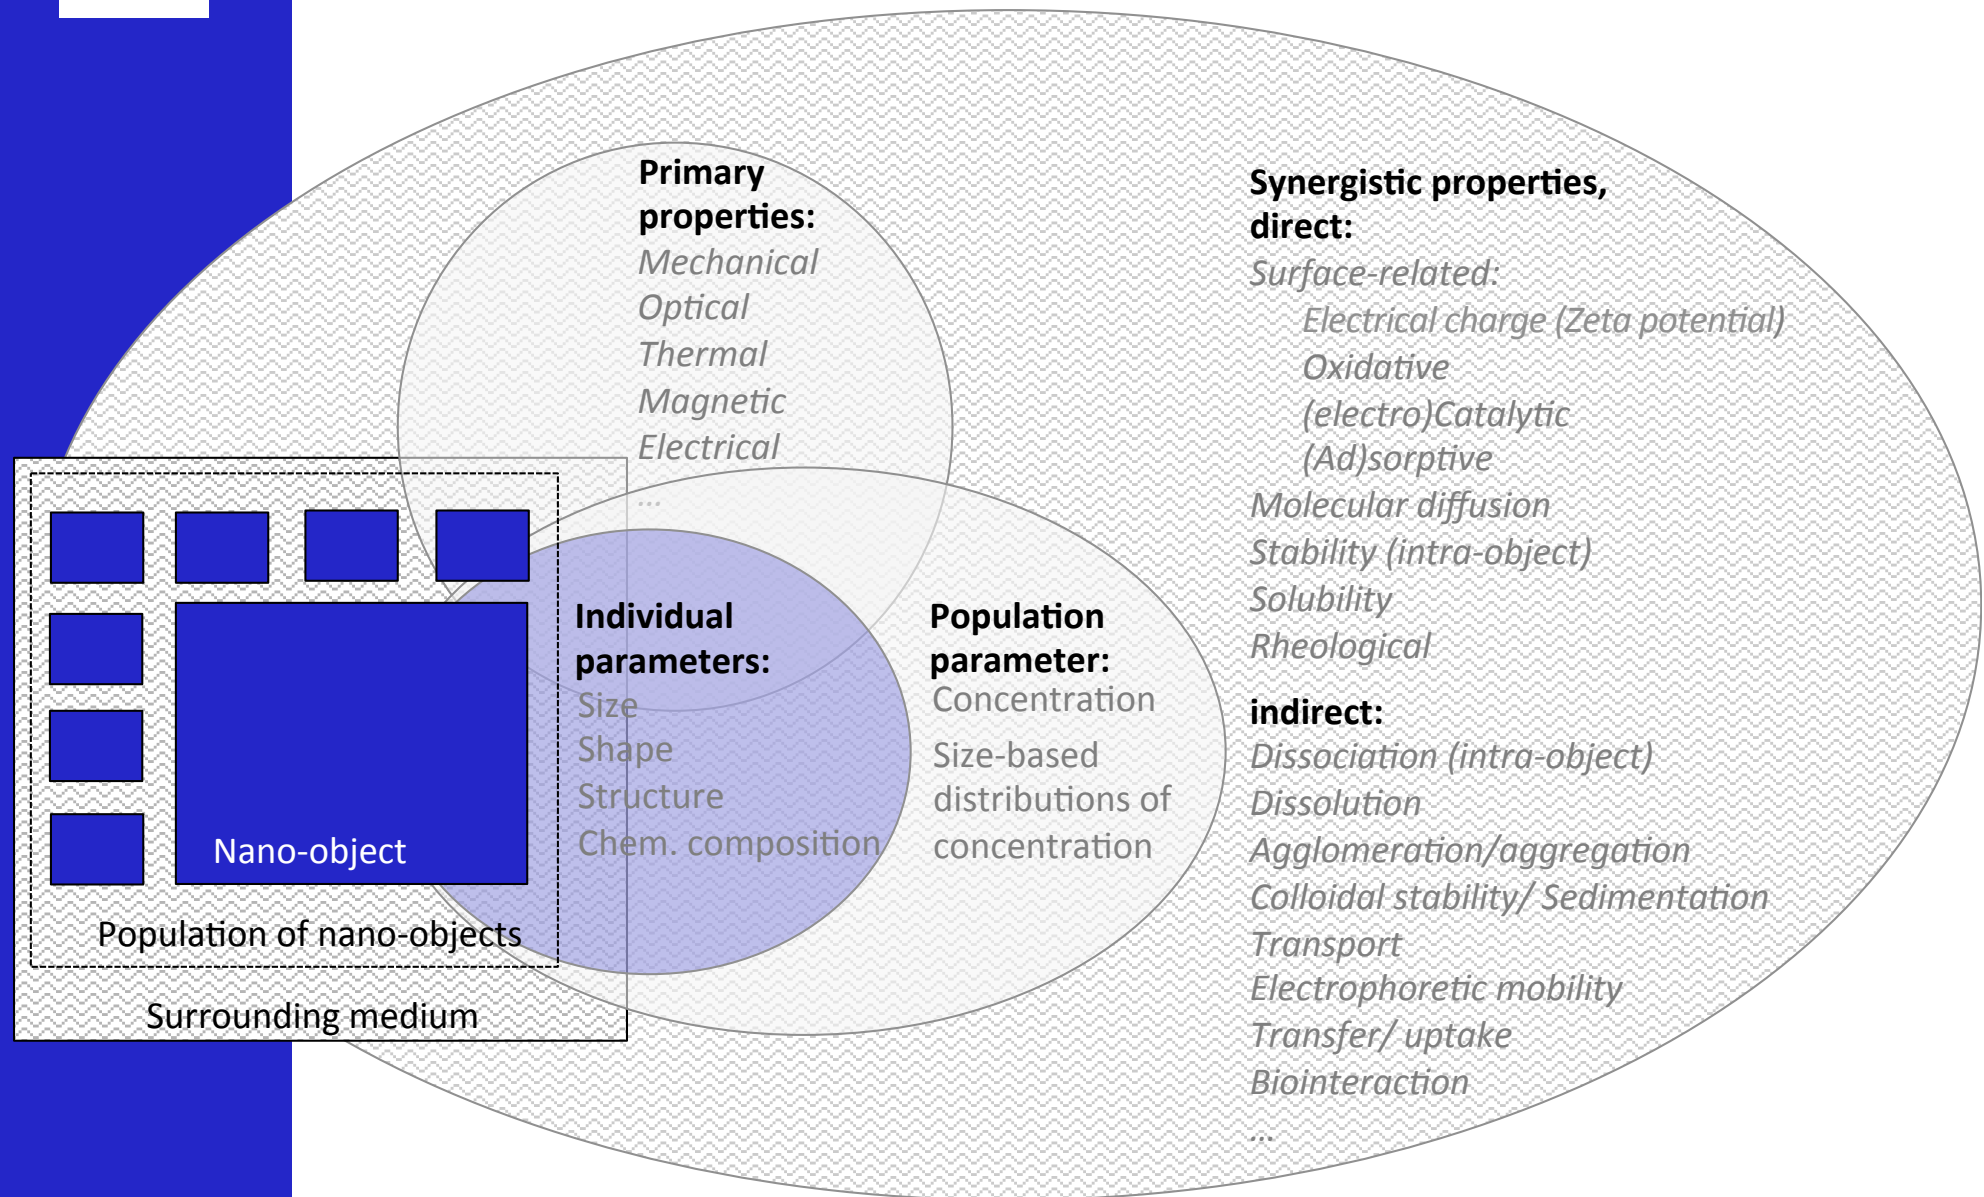 Primary
properties:
Mechanical
Optical
Thermal
Magnetic
Electrical
...
Synergistic properties,
direct:
Surface-related:
Electrical charge (Zeta potential)
Oxidative
(electro)Catalytic
(Ad)sorptive
Molecular diffusion
Stability (intra-object)
Solubility
Rheological
indirect:
Dissociation (intra-object)
Dissolution
Agglomeration/aggregation
Colloidal stability/ Sedimentation
Transport
Electrophoretic mobility
Transfer/ uptake
Biointeraction
...
Individual
parameters:
Size
Shape
Structure
Chem. composition
Population
parameter:
Concentration
Size-based
distributions of
concentration
Nano-object
Population of nano-objects
Surrounding medium